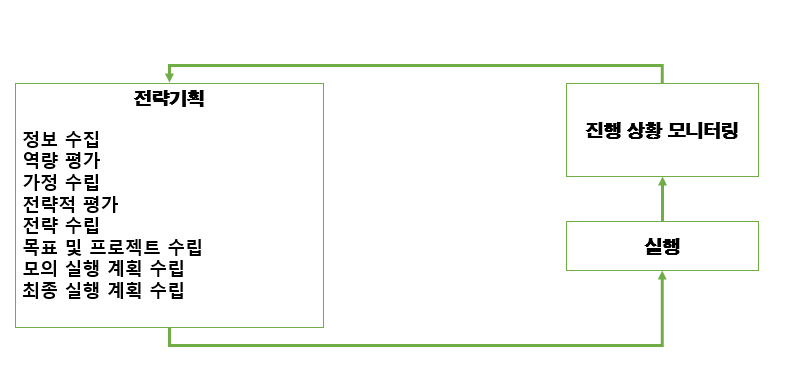 전략기획
정보 수집
역량 평가
가정 수립
전략적 평가
전략 수립
목표 및 프로젝트 수립
모의 실행 계획 수립
최종 실행 계획 수립
진행 상황 모니터링
실행